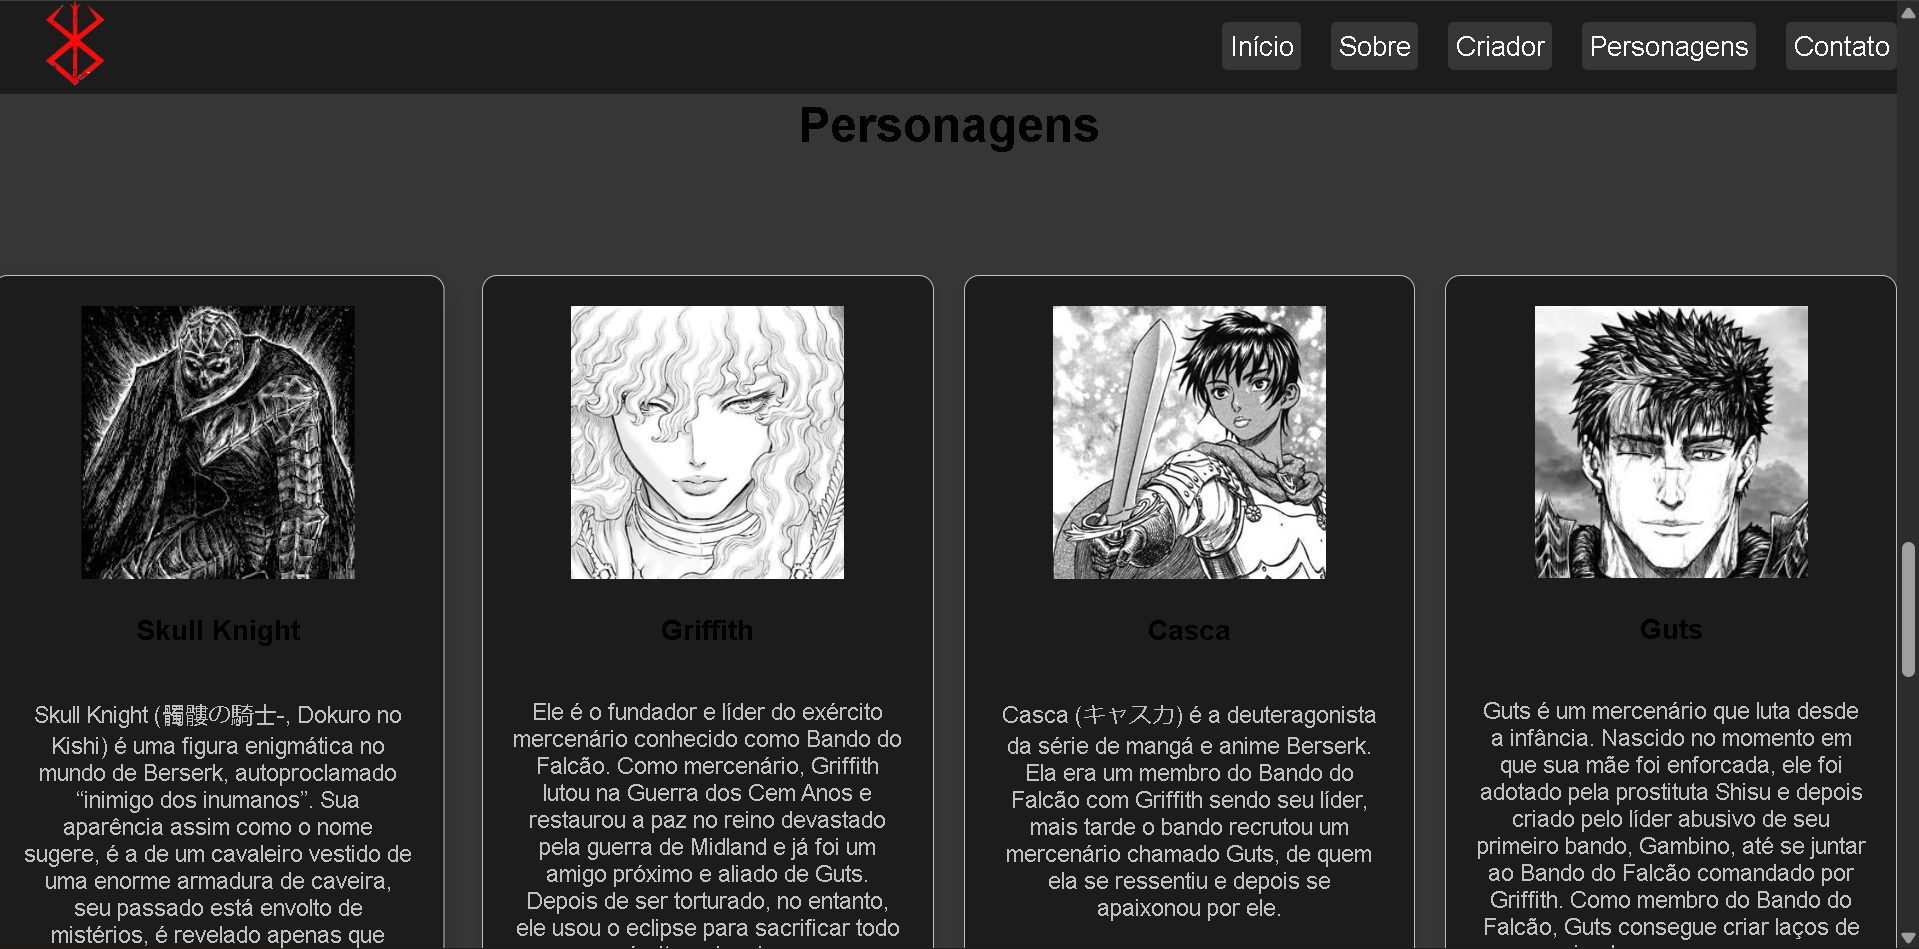 Início Sobre Criador Personagens Contato
Personagens
Skull Knight
Skull Knight (髑髏の騎士-, Dokuro no
Kishi) é uma figura enigmática no
mundo de Berserk, autoproclamado
“inimigo dos inumanos”. Sua
aparência assim como o nome
sugere, é a de um cavaleiro vestido de
uma enorme armadura de caveira,
seu passado está envolto de
mistérios, é revelado apenas que
Griffith
Ele é o fundador e líder do exército
mercenário conhecido como Bando do
Falcão. Como mercenário, Griffith
lutou na Guerra dos Cem Anos e
restaurou a paz no reino devastado
pela guerra de Midland e já foi um
amigo próximo e aliado de Guts.
Depois de ser torturado, no entanto,
ele usou o eclipse para sacrificar todo
Casca
Casca (キャスカ) é a deuteragonista
da série de mangá e anime Berserk.
Ela era um membro do Bando do
Falcão com Griffith sendo seu líder,
mais tarde o bando recrutou um
mercenário chamado Guts, de quem
ela se ressentiu e depois se
apaixonou por ele.
Guts
Guts é um mercenário que luta desde
a infância. Nascido no momento em
que sua mãe foi enforcada, ele foi
adotado pela prostituta Shisu e depois
criado pelo líder abusivo de seu
primeiro bando, Gambino, até se juntar
ao Bando do Falcão comandado por
Griffith. Como membro do Bando do
Falcão, Guts consegue criar laços de